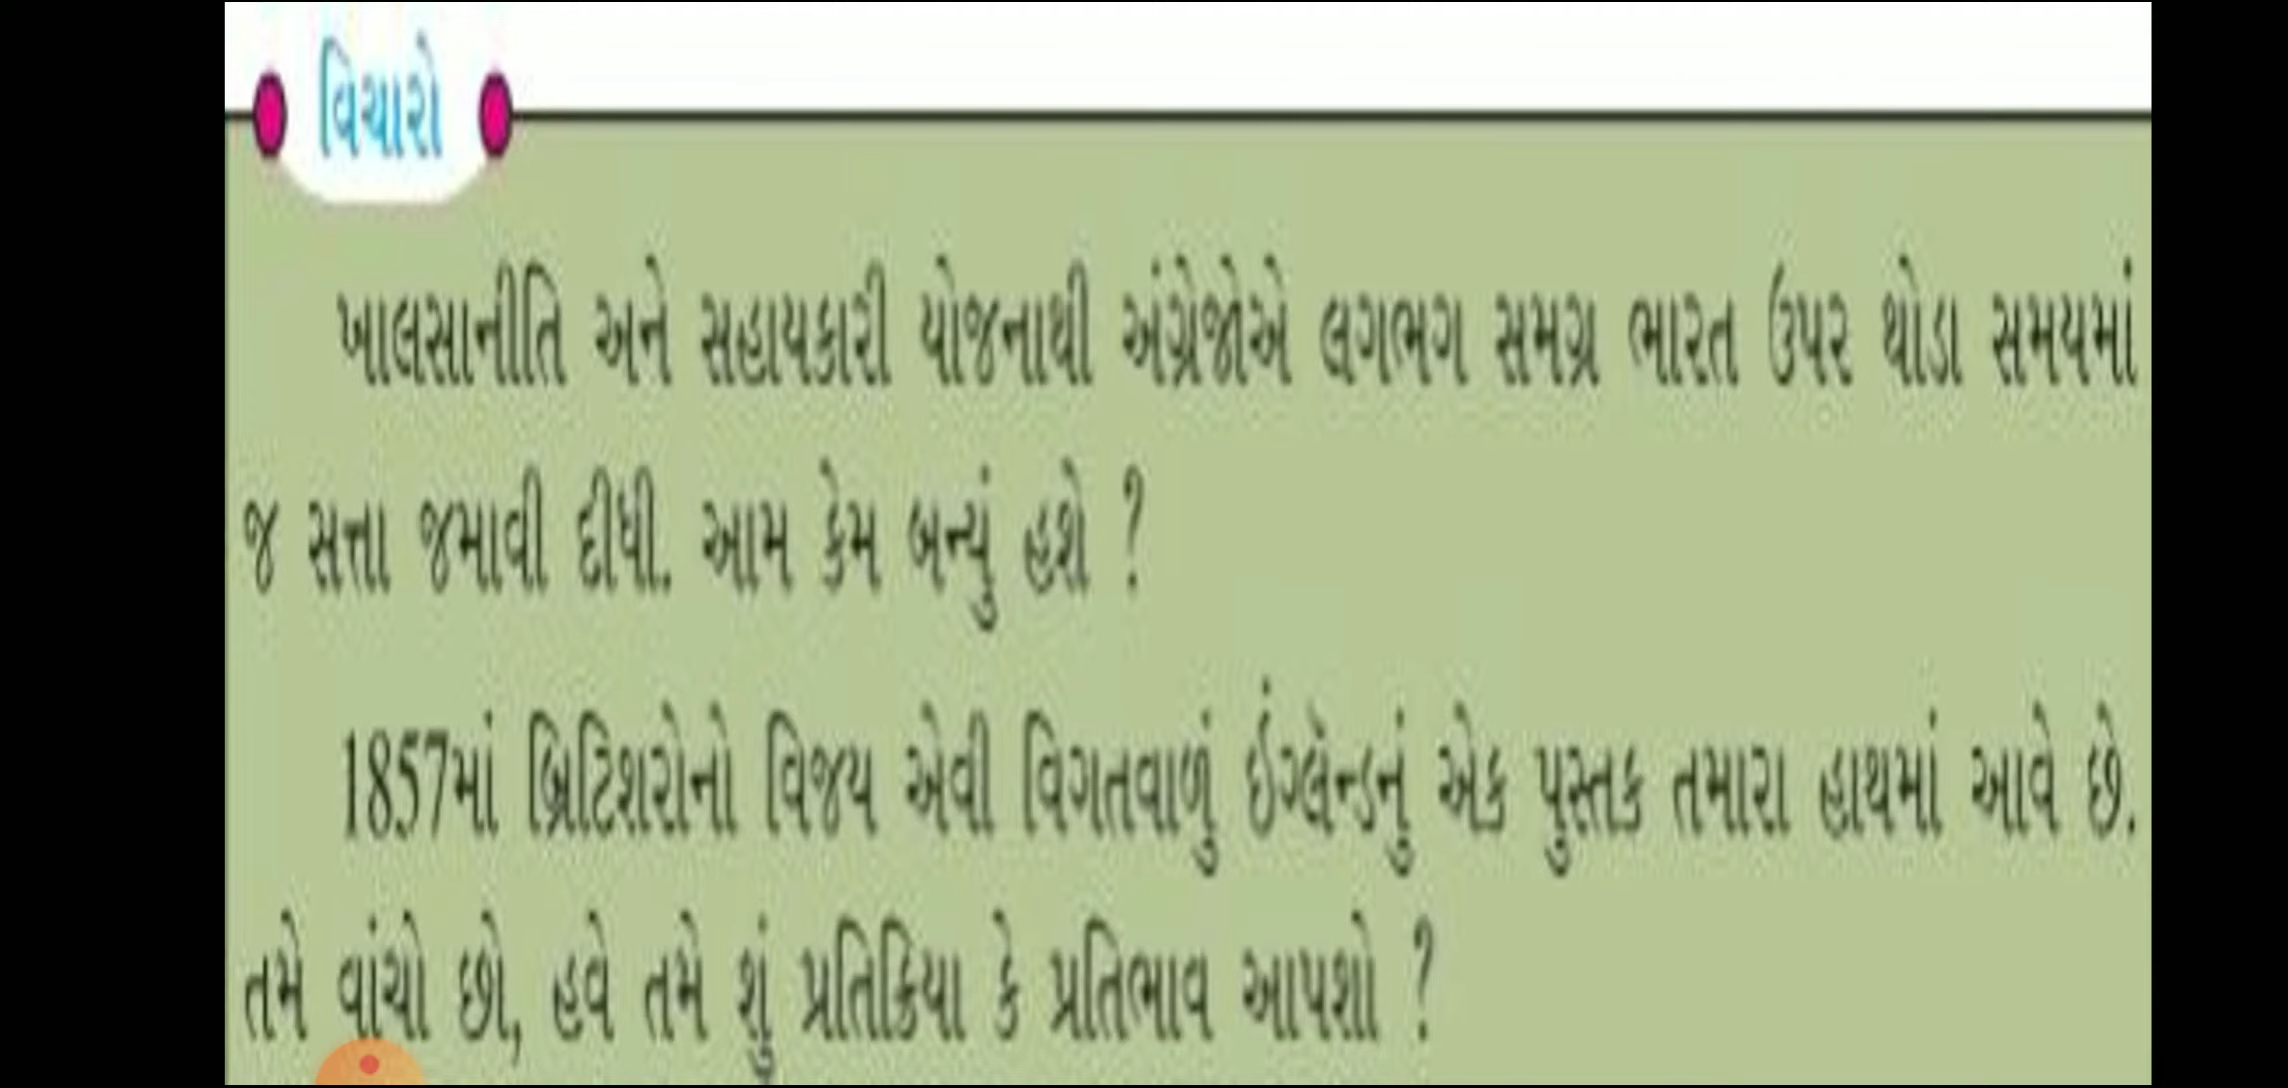 વિચારો
ખાલસાનીતિ અને સહાયકારી યોજનાથી અંગ્રેજોએ લગભગ સમગ્ર ભારત ઉપર થોડા સમયમાં
જ સત્તા જમાવી દીધી. આમ કેમ બન્યું હશે ?
1857માં બ્રિટિશરોનો વિજય એવી વિગતવાળું ઈંગ્લૅન્ડનું એક પુસ્તક તમારા હાથમાં આવે છે.
તમે વાંચો છો, હવે તમે શું પ્રતિક્રિયા કે પ્રતિભાવ આપશો ?